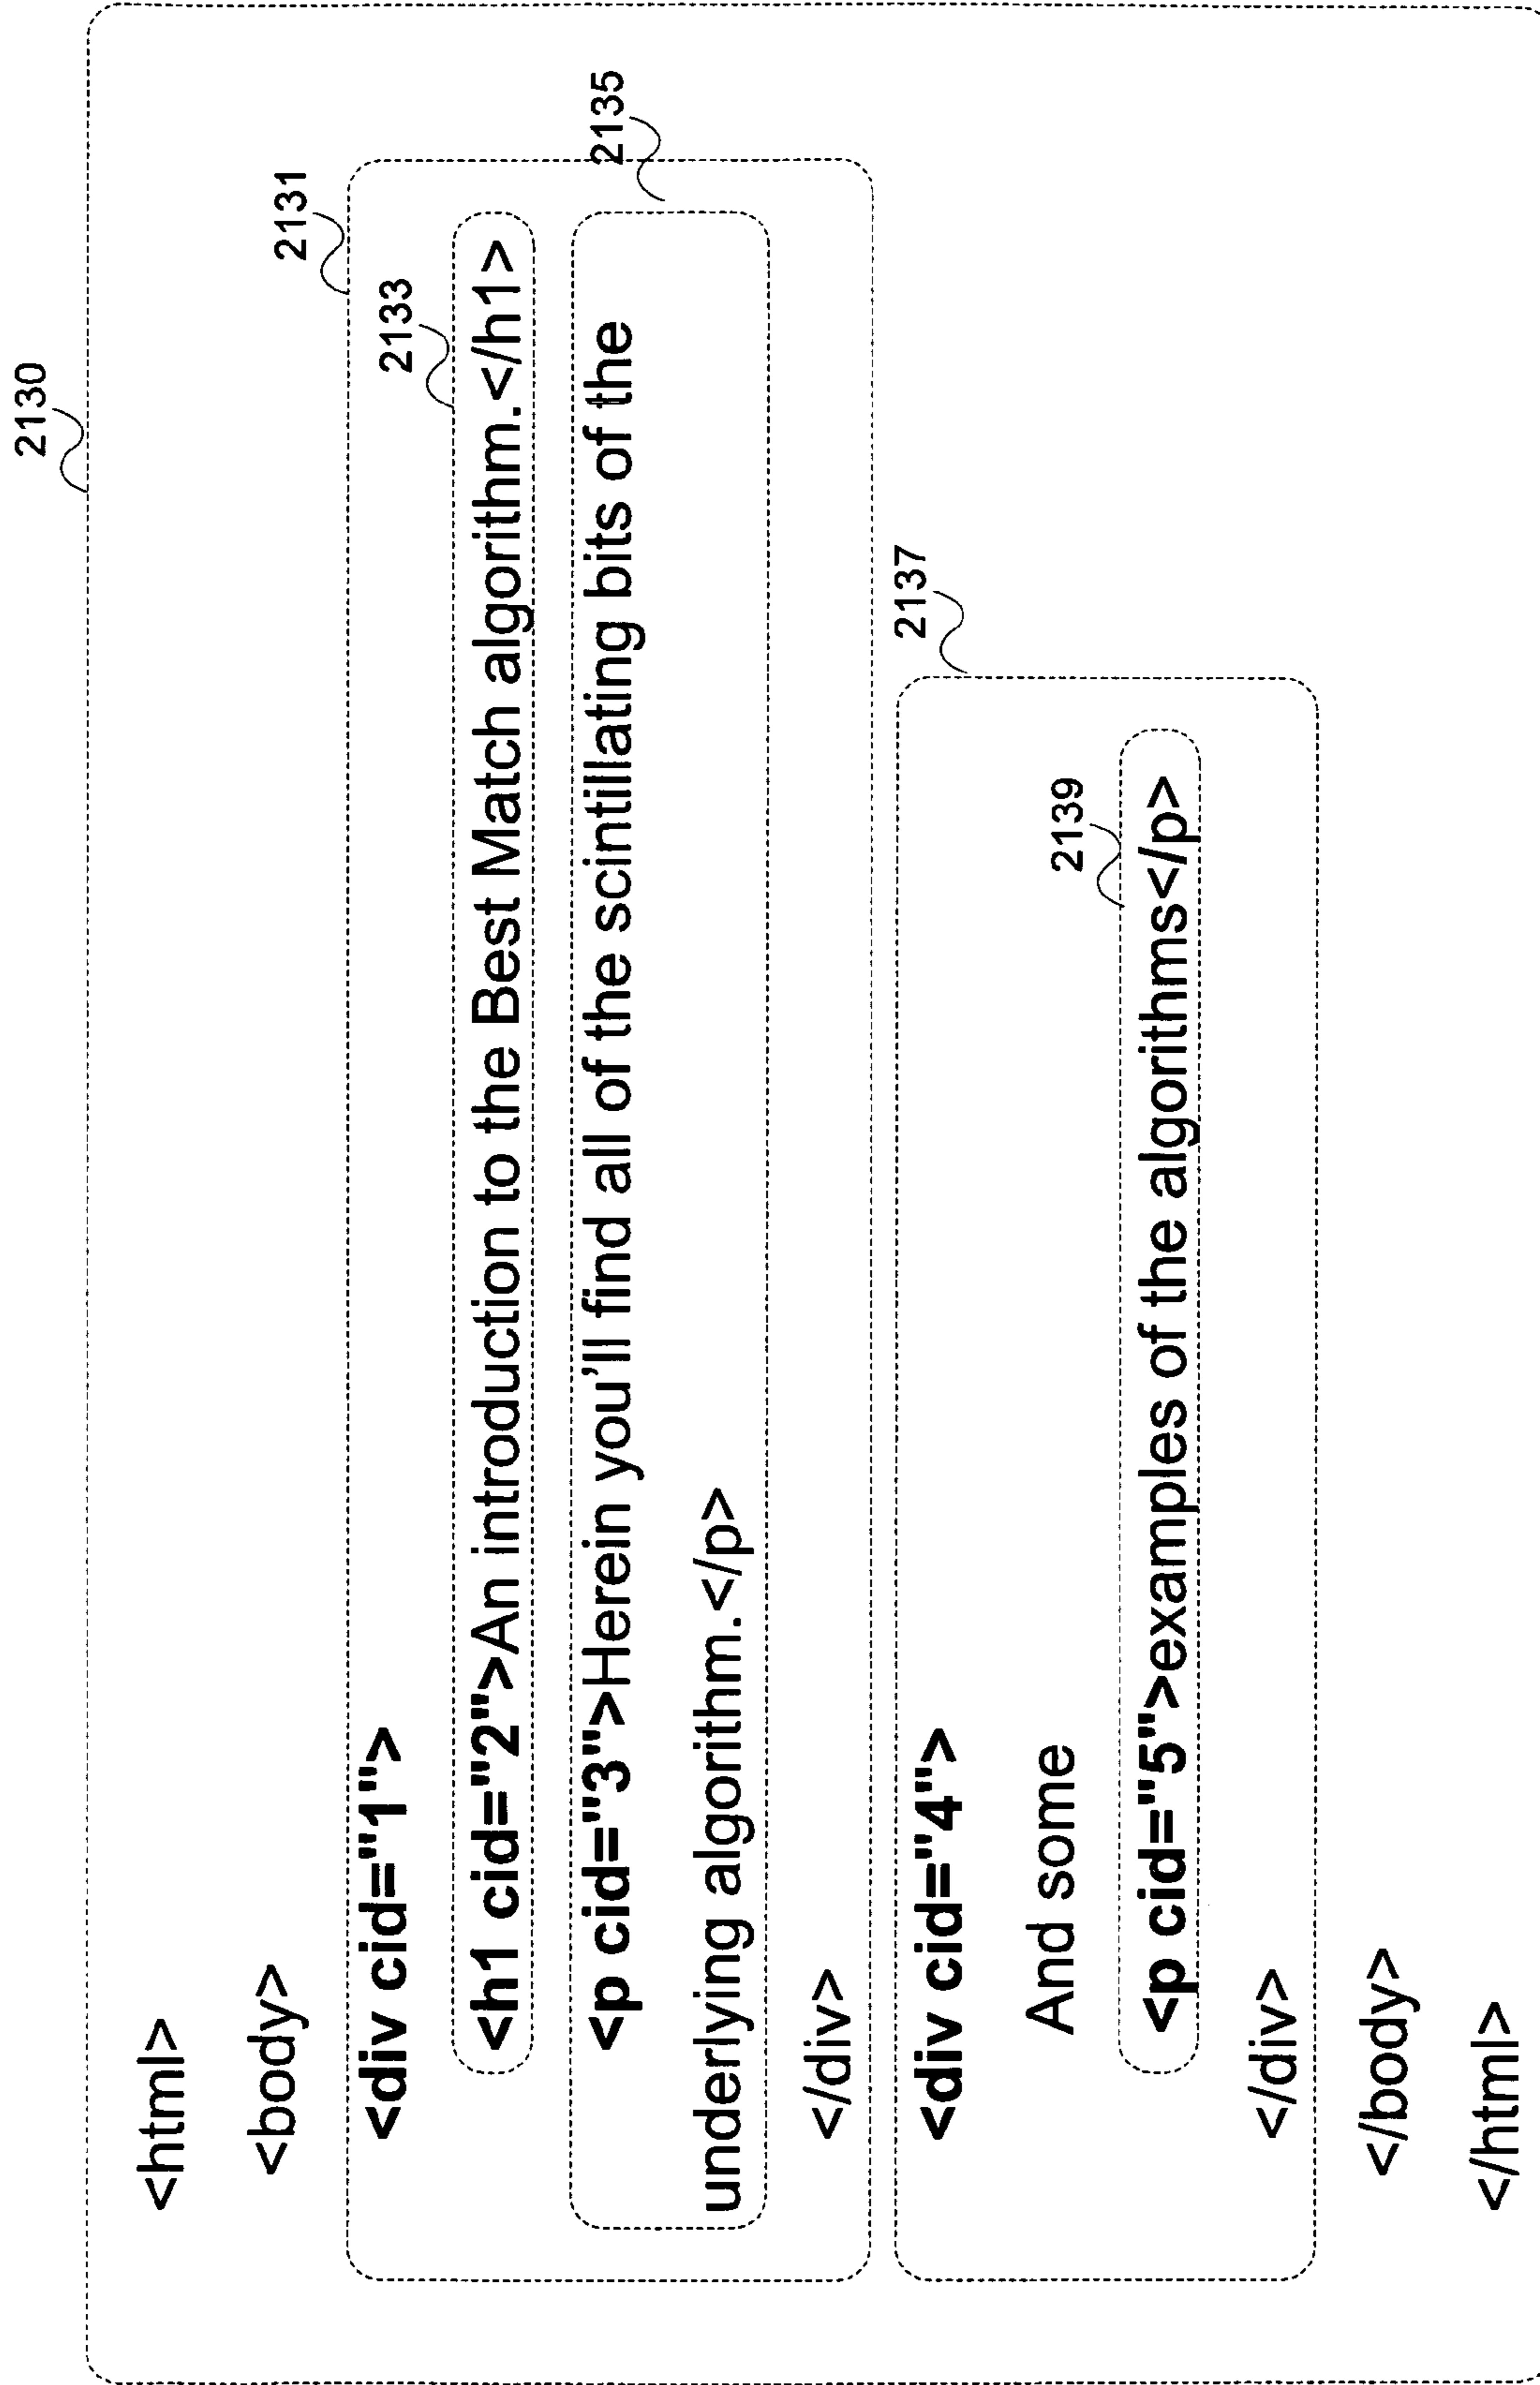 2130
<html>
<body>
2131
<div cid="1">
2133
<h1 cid="2">An introduction to the Best Match algorithm.</h1>
2135
<p cid="3">Herein you'll find all of the scintillating bits of the
underlying algorithm.</p>
</div>
2137
<div cid="4">
And some
2139
<p cid="5">examples of the algorithms</p>
</div>
</body>
</html>